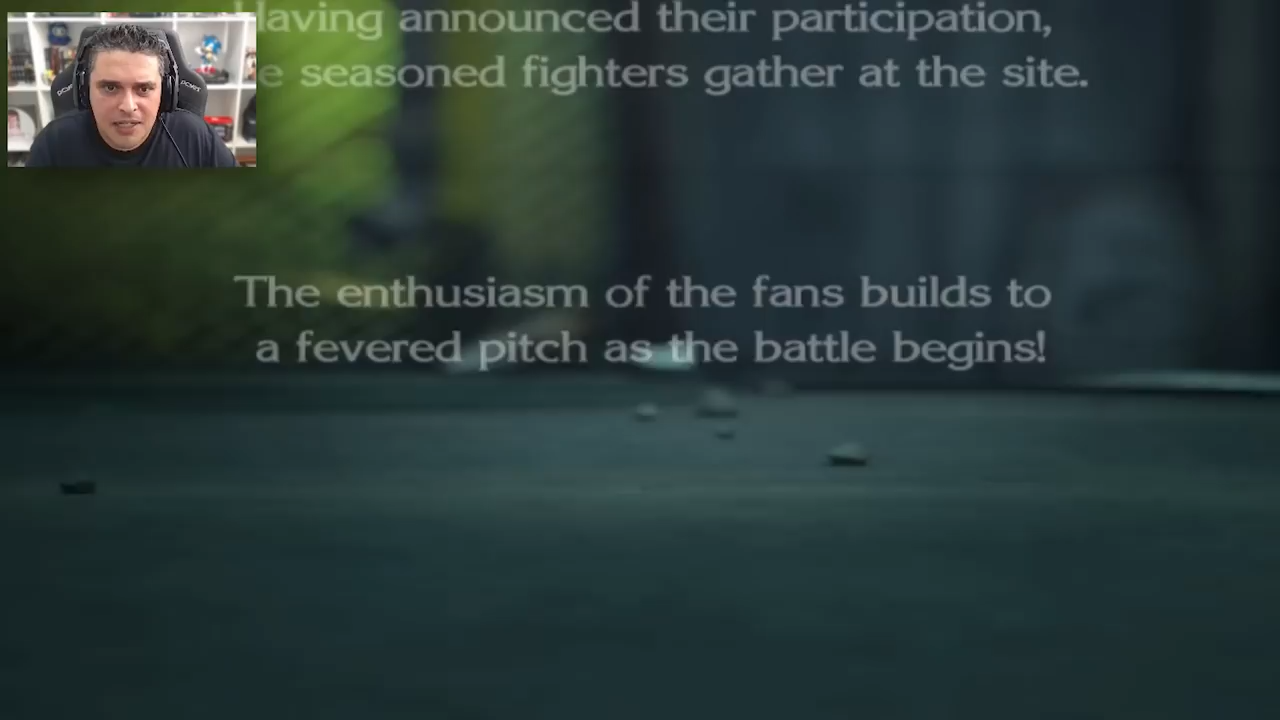 Having announced their participation,
e seasoned fighters gather at the site.
The enthusiasm of the fans builds to
a fevered pitch as the battle begins!